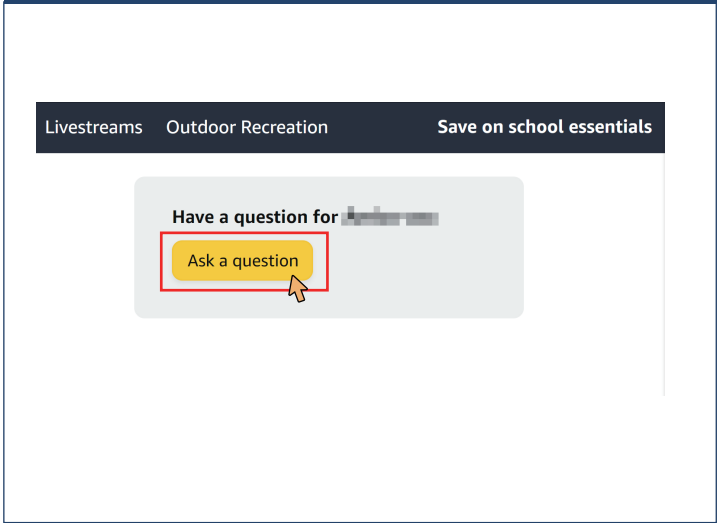 Livestreams Outdoor Recreation Save on school essentials
Have a question for
Ask a question